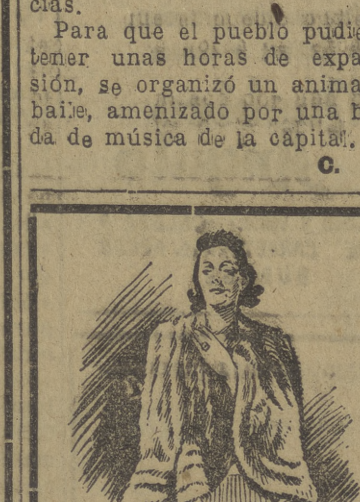 cias.
Para que el pueblo pudie
tener unas horas de expa
sión, se organizó un anima
baile, amenizado por una b
da de música de la capital.
C.